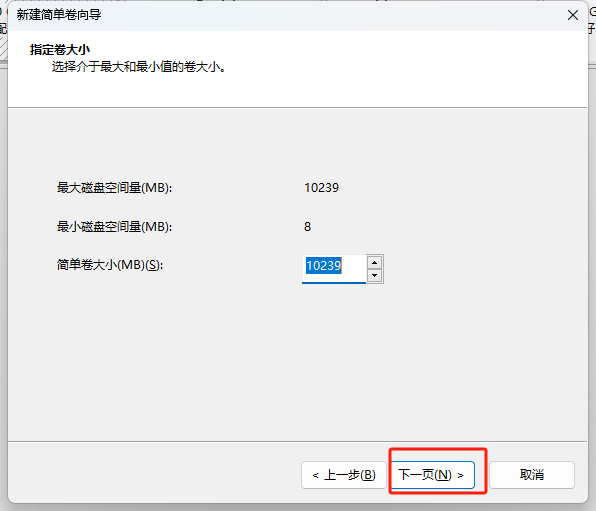 新建简单卷向导
指定卷大小
选择介于最大和最小值的卷大小。
最大磁盘空间量(MB): 10239
最小磁盘空间量(MB): 8
简单卷大小(MB)(S): 10239
< 上一步(B) 下一页(N) > 取消